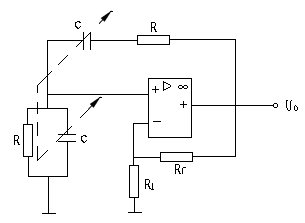 C
R
▷ ∞
+
+
U₀
−
R
C
Rf
R₁